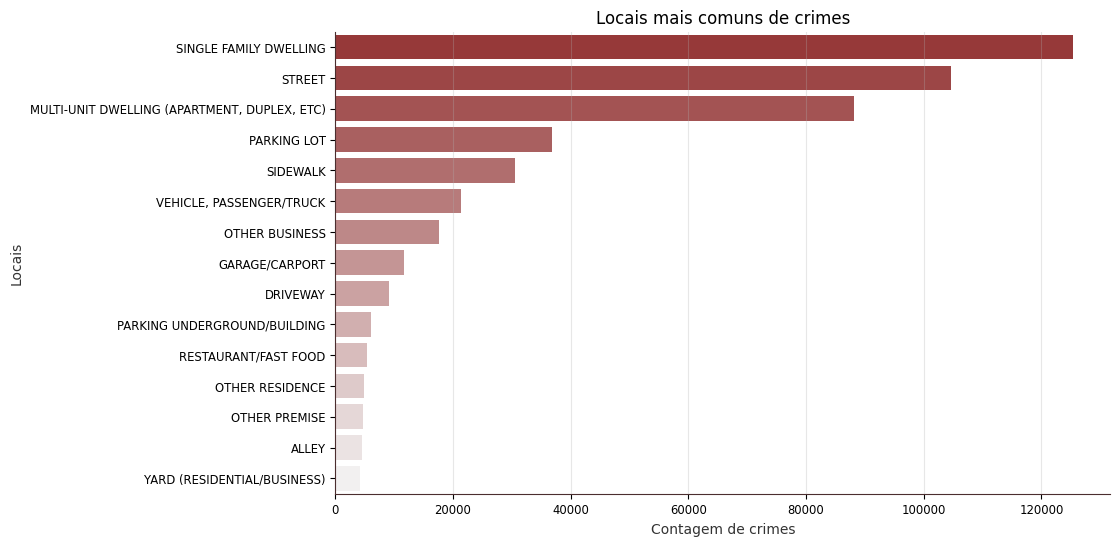 Locais mais comuns de crimes
SINGLE FAMILY DWELLING
STREET
MULTI-UNIT DWELLING (APARTMENT, DUPLEX, ETC)
PARKING LOT
SIDEWALK
VEHICLE, PASSENGER/TRUCK
OTHER BUSINESS
GARAGE/CARPORT
DRIVEWAY
PARKING UNDERGROUND/BUILDING
RESTAURANT/FAST FOOD
OTHER RESIDENCE
OTHER PREMISE
ALLEY
YARD (RESIDENTIAL/BUSINESS)
Locais
0 20000 40000 60000 80000 100000 120000
Contagem de crimes